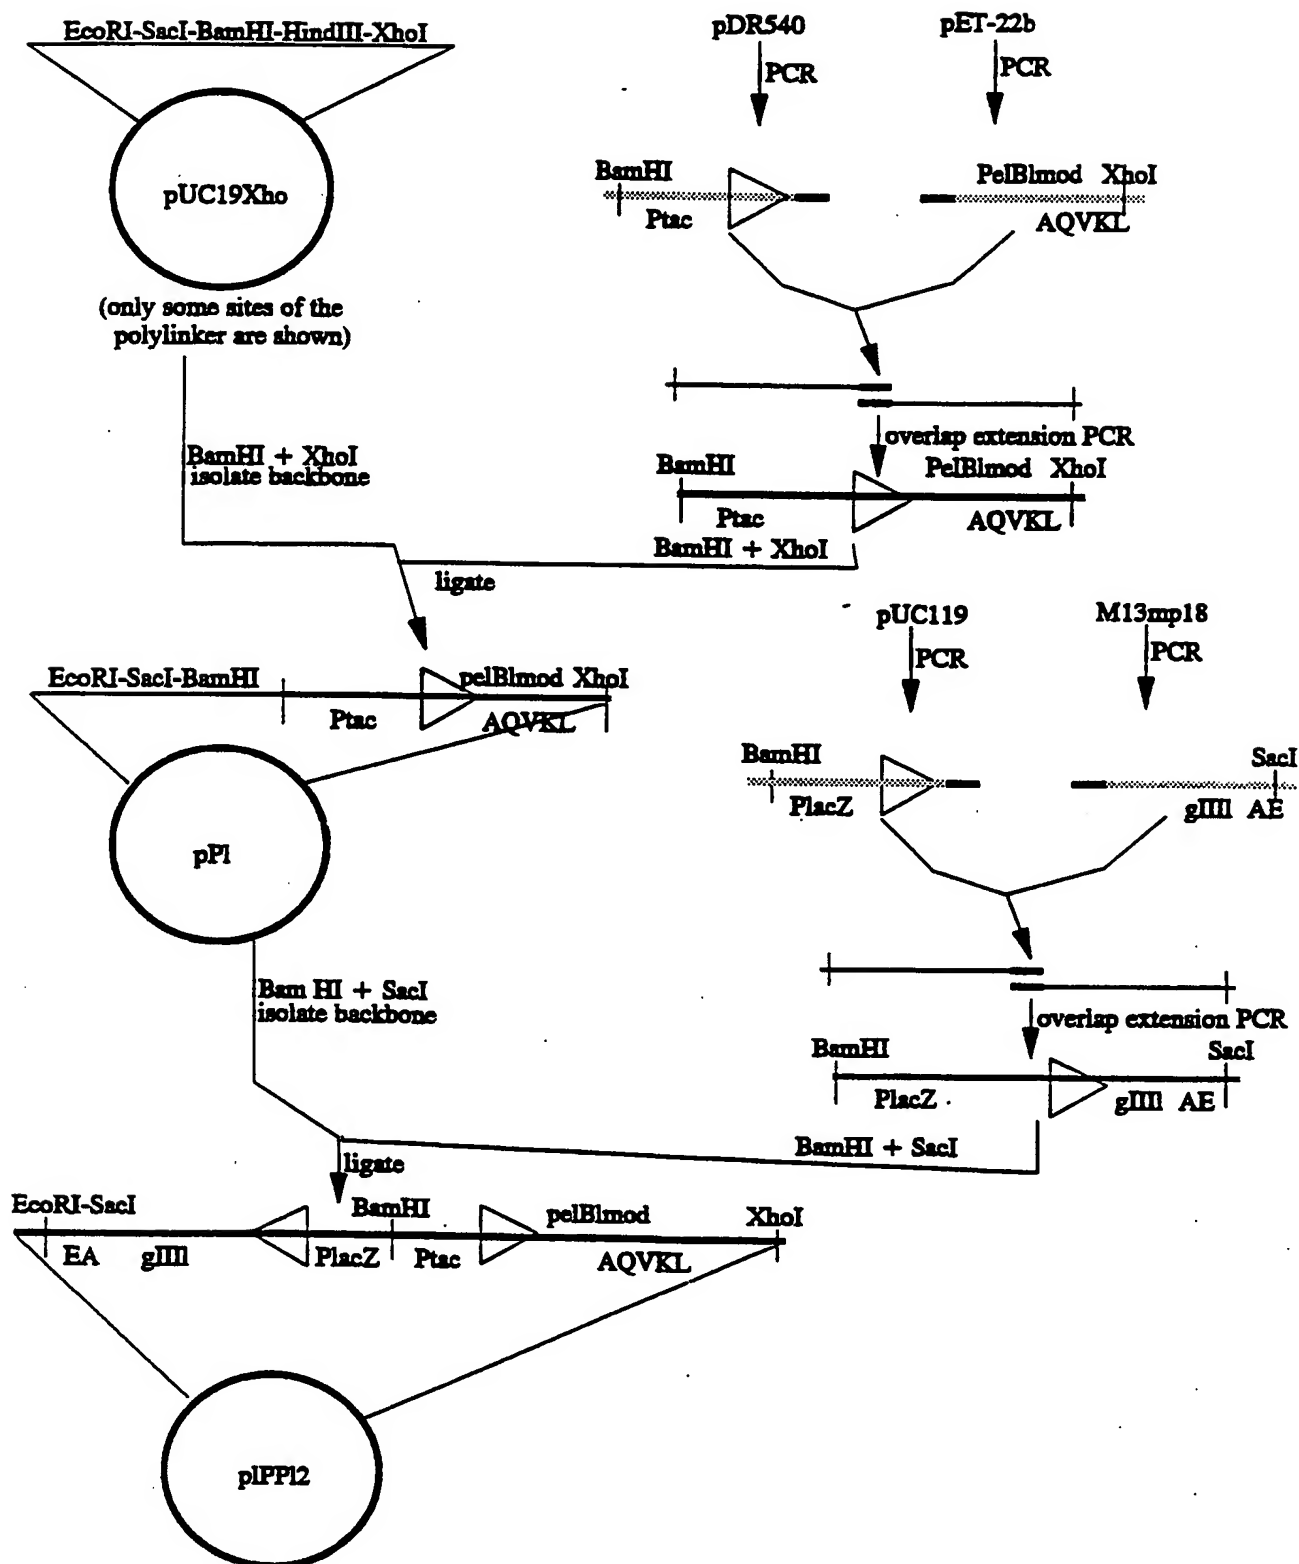 EcoRI-SacI-BamHI-HindIII-XhoI
pUC19Xho
(only some sites of the
polylinker are shown)
pDR540
pET-22b
PCR
PCR
BamHI
Ptac
PelBlmod XhoI
AQVKL
overlap extension PCR
BamHI
PelBlmod XhoI
Ptac
AQVKL
BamHI + XhoI
isolate backbone
BamHI + XhoI
ligate
EcoRI-SacI-BamHI
pelBlmod XhoI
Ptac
AQVKL
pPl
pUC119
M13mp18
PCR
PCR
BamHI
PlacZ
SacI
gIIIl AE
overlap extension PCR
BamHI
SacI
PlacZ
gIIIl AE
Bam HI + SacI
isolate backbone
BamHI + SacI
ligate
EcoRI-SacI
BamHI
pelBlmod
XhoI
EA
gIIIl
PlacZ
Ptac
AQVKL
plPPl2